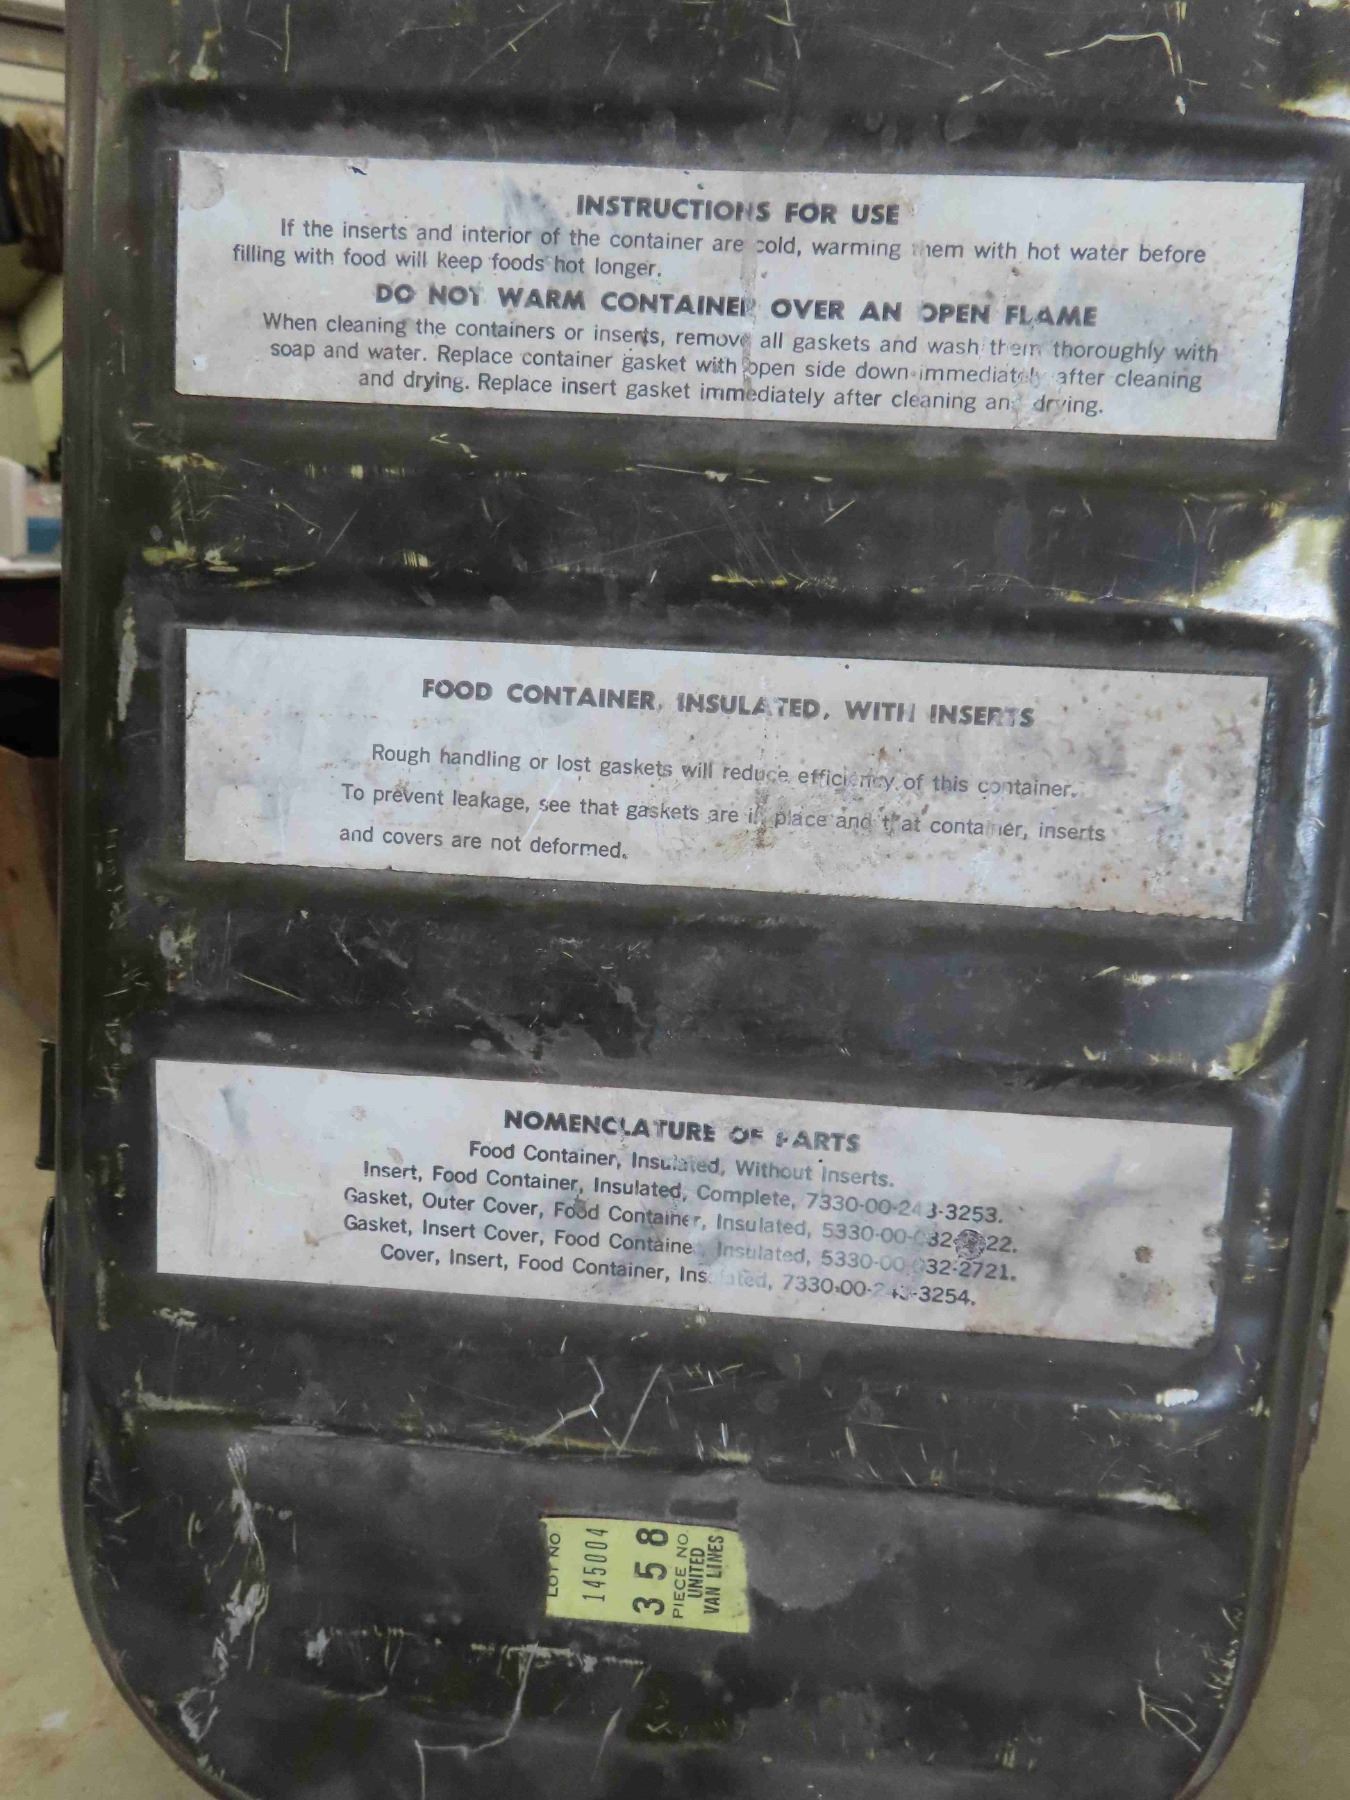 INSTRUCTIONS FOR USE
If the inserts and interior of the container are cold, warming them with hot water before
filling with food will keep foods hot longer.
DO NOT WARM CONTAINER OVER AN OPEN FLAME
When cleaning the containers or inserts, remove all gaskets and wash them thoroughly with
soap and water. Replace container gasket with open side down immediately after cleaning
and drying. Replace insert gasket immediately after cleaning and drying.
FOOD CONTAINER, INSULATED, WITH INSERTS
Rough handling or lost gaskets will reduce efficiency of this container.
To prevent leakage, see that gaskets are in place and that container, inserts
and covers are not deformed.
NOMENCLATURE OF PARTS
Food Container, Insulated, Without Inserts.
Insert, Food Container, Insulated, Complete, 7330-00-243-3253.
Gasket, Outer Cover, Food Container, Insulated,
Gasket, Insert Cover, Food Container, Insulated,
Cover, Insert, Food Container, Insulated, 7330-00-243-3254.
LOT NO
145004
358
PIECE NO.
UNITED
VAN LINES